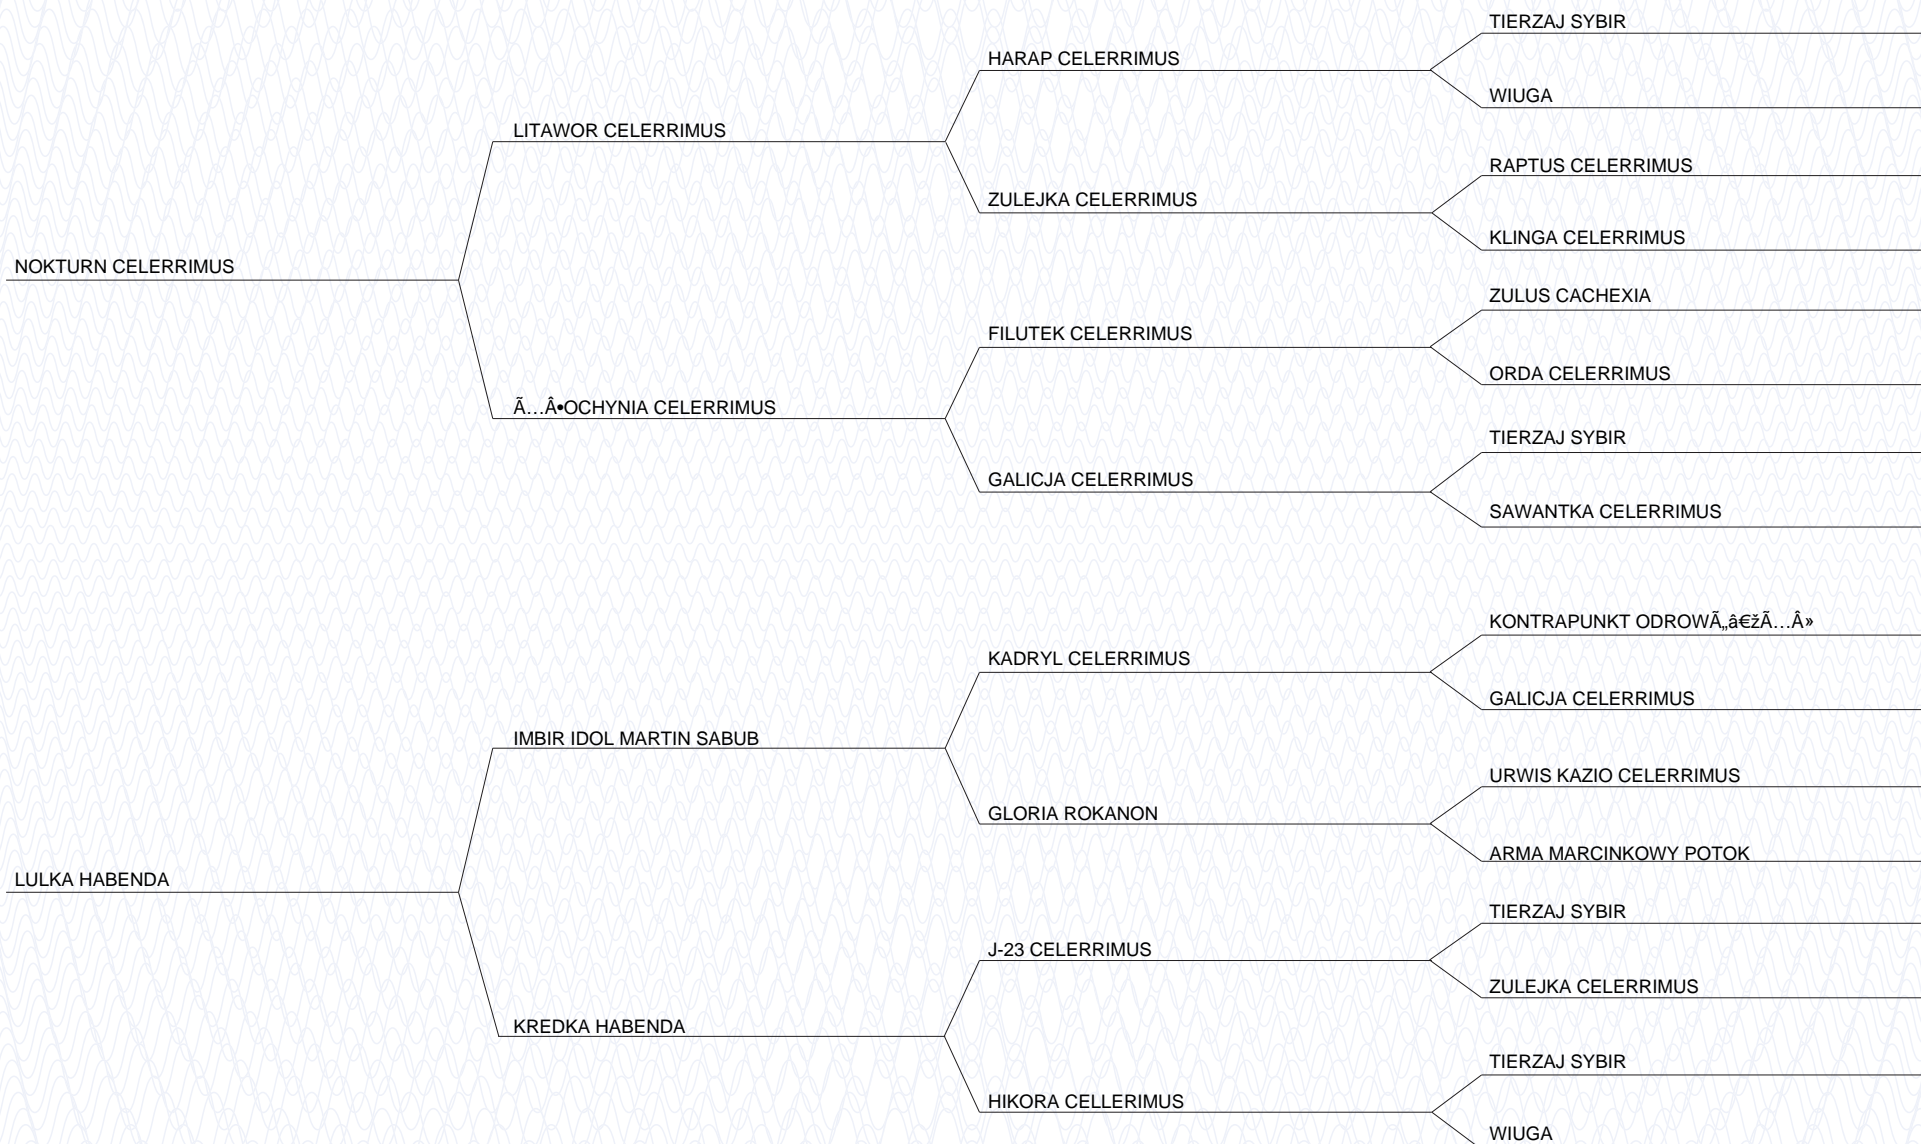 TIERZAJ SYBIR
HARAP CELERRIMUS
WIUGA
LITAWOR CELERRIMUS
RAPTUS CELERRIMUS
ZULEJKA CELERRIMUS
KLINGA CELERRIMUS
NOKTURN CELERRIMUS
ZULUS CACHEXIA
FILUTEK CELERRIMUS
ORDA CELERRIMUS
Ã…Â•OCHYNIA CELERRIMUS
TIERZAJ SYBIR
GALICJA CELERRIMUS
SAWANTKA CELERRIMUS
KONTRAPUNKT ODROWÃ„â€žÃ…Â»
KADRYL CELERRIMUS
GALICJA CELERRIMUS
IMBIR IDOL MARTIN SABUB
URWIS KAZIO CELERRIMUS
GLORIA ROKANON
ARMA MARCINKOWY POTOK
LULKA HABENDA
TIERZAJ SYBIR
J-23 CELERRIMUS
ZULEJKA CELERRIMUS
KREDKA HABENDA
TIERZAJ SYBIR
HIKORA CELLERIMUS
WIUGA